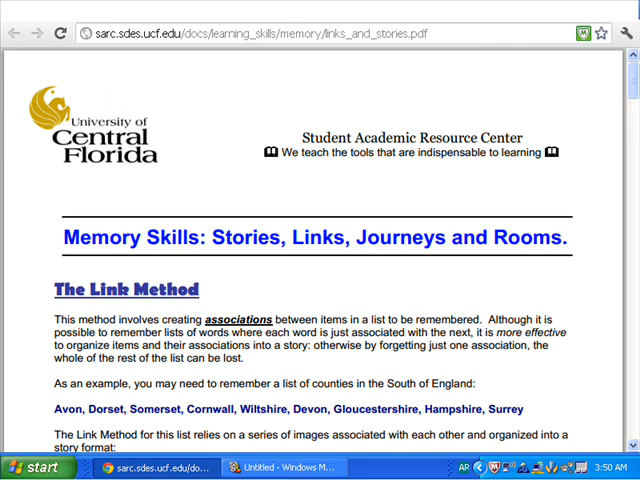 sarc.sdes.ucf.edu/docs/learning_skills/memory/links_and_stories.pdf
University of
Central
Florida
Student Academic Resource Center
We teach the tools that are indispensable to learning
Memory Skills: Stories, Links, Journeys and Rooms.
The Link Method
This method involves creating associations between items in a list to be remembered. Although it is
possible to remember lists of words where each word is just associated with the next, it is more effective
to organize items and their associations into a story: otherwise by forgetting just one association, the
whole of the rest of the list can be lost.
As an example, you may need to remember a list of counties in the South of England:
Avon, Dorset, Somerset, Cornwall, Wiltshire, Devon, Gloucestershire, Hampshire, Surrey
The Link Method for this list relies on a series of images associated with each other and organized into a
story format:
start
sarc.sdes.ucf.edu/do...
Untitled - Windows M...
AR
3:50 AM